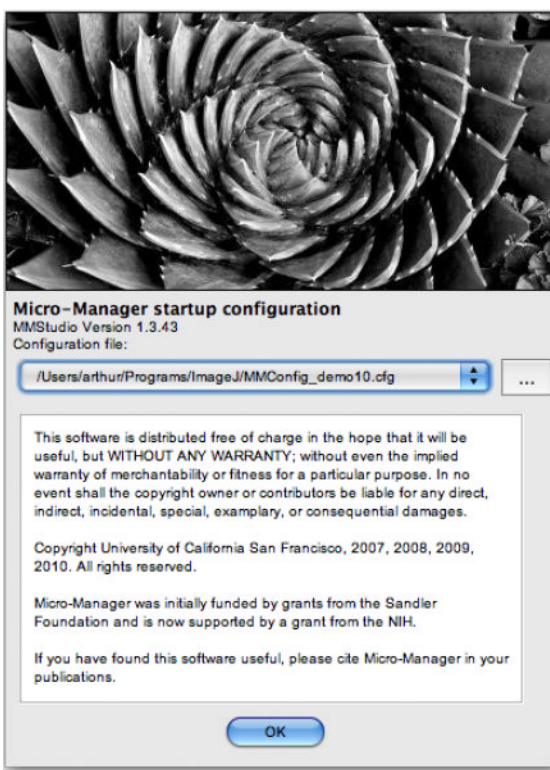 Micro-Manager startup configuration
MMStudio Version 1.3.43
Configuration file:
/Users/arthur/Programs/ImageJ/MMConfig_demo10.cfg
...
This software is distributed free of charge in the hope that it will be
useful, but WITHOUT ANY WARRANTY; without even the implied
warranty of merchantability or fitness for a particular purpose. In no
event shall the copyright owner or contributors be liable for any direct,
indirect, incidental, special, examplary, or consequential damages.
Copyright University of California San Francisco, 2007, 2008, 2009,
2010. All rights reserved.
Micro-Manager was initially funded by grants from the Sandler
Foundation and is now supported by a grant from the NIH.
If you have found this software useful, please cite Micro-Manager in your
publications.
OK